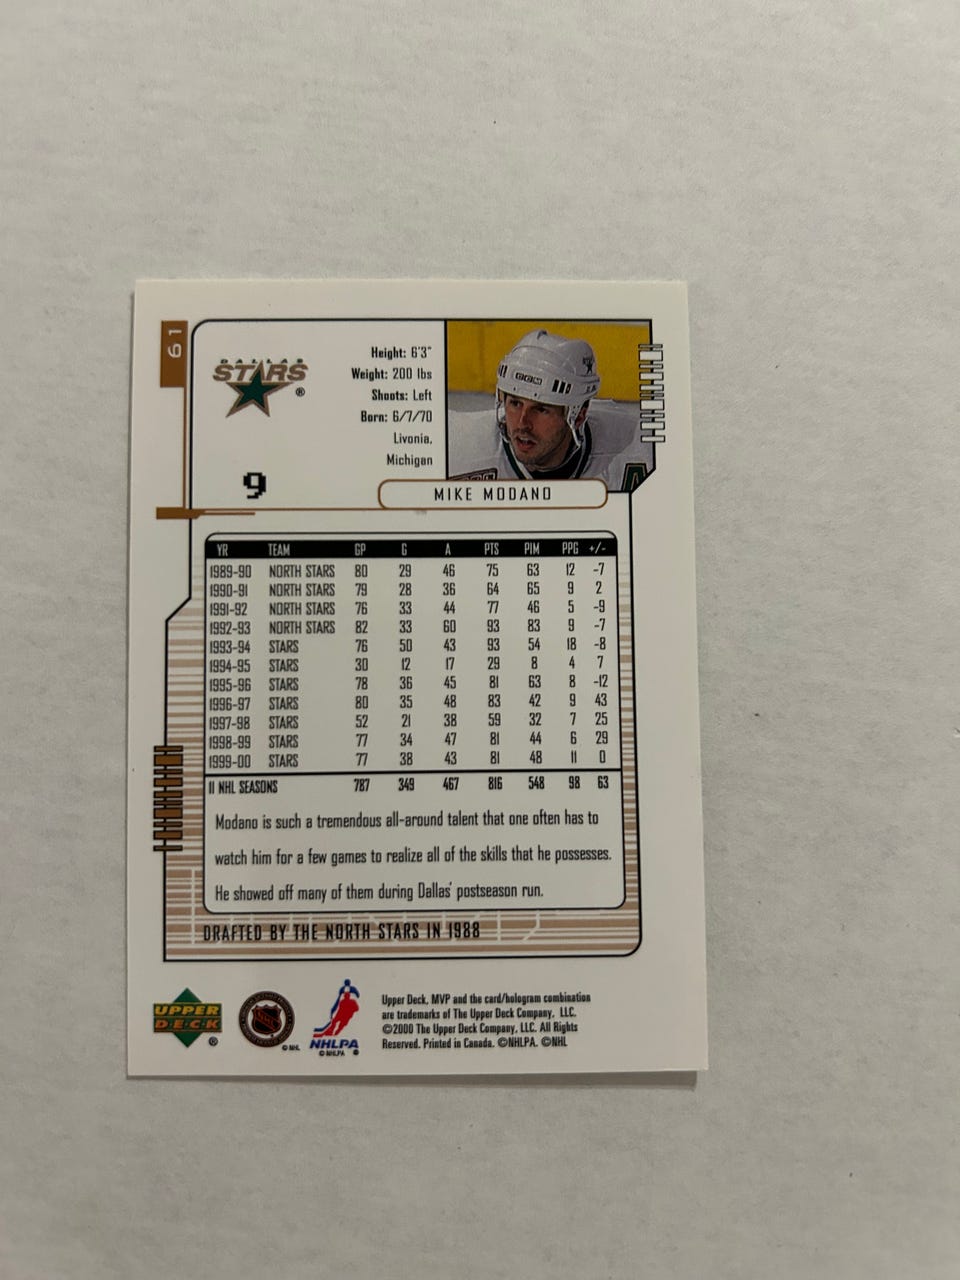 61
DALLAS
STARS
®
Height: 6'3"
Weight: 200 lbs
Shoots: Left
Born: 6/7/70
Livonia,
Michigan
CCM
A
9
MIKE MODANO
YR TEAM GP G A PTS PIM PPG +/-
1989-90 NORTH STARS 80 29 46 75 63 12 -7
1990-91 NORTH STARS 79 28 36 64 65 9 2
1991-92 NORTH STARS 76 33 44 77 46 5 -9
1992-93 NORTH STARS 82 33 60 93 83 9 -7
1993-94 STARS 76 50 43 93 54 18 -8
1994-95 STARS 30 12 17 29 8 4 7
1995-96 STARS 78 36 45 81 63 8 -12
1996-97 STARS 80 35 48 83 42 9 43
1997-98 STARS 52 21 38 59 32 7 25
1998-99 STARS 77 34 47 81 44 6 29
1999-00 STARS 77 38 43 81 48 11 0
11 NHL SEASONS 787 349 467 816 548 98 63
Modano is such a tremendous all-around talent that one often has to
watch him for a few games to realize all of the skills that he possesses.
He showed off many of them during Dallas' postseason run.
DRAFTED BY THE NORTH STARS IN 1988
UPPER
DECK
®
NHL
© NHL
NHLPA
© NHLPA ®
Upper Deck, MVP and the card/hologram combination
are trademarks of The Upper Deck Company, LLC.
©2000 The Upper Deck Company, LLC. All Rights
Reserved. Printed in Canada. ©NHLPA. ©NHL